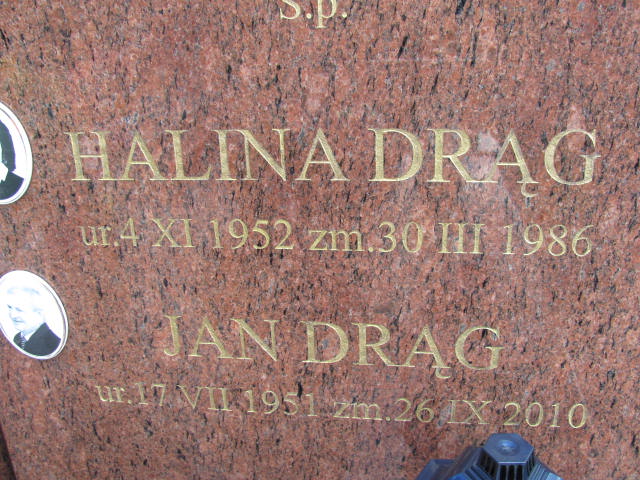 Ś.p.
HALINA DRĄG
ur.4 XI 1952 zm.30 III 1986
JAN DRĄG
ur.17 VII 1951 zm.26 IX 2010